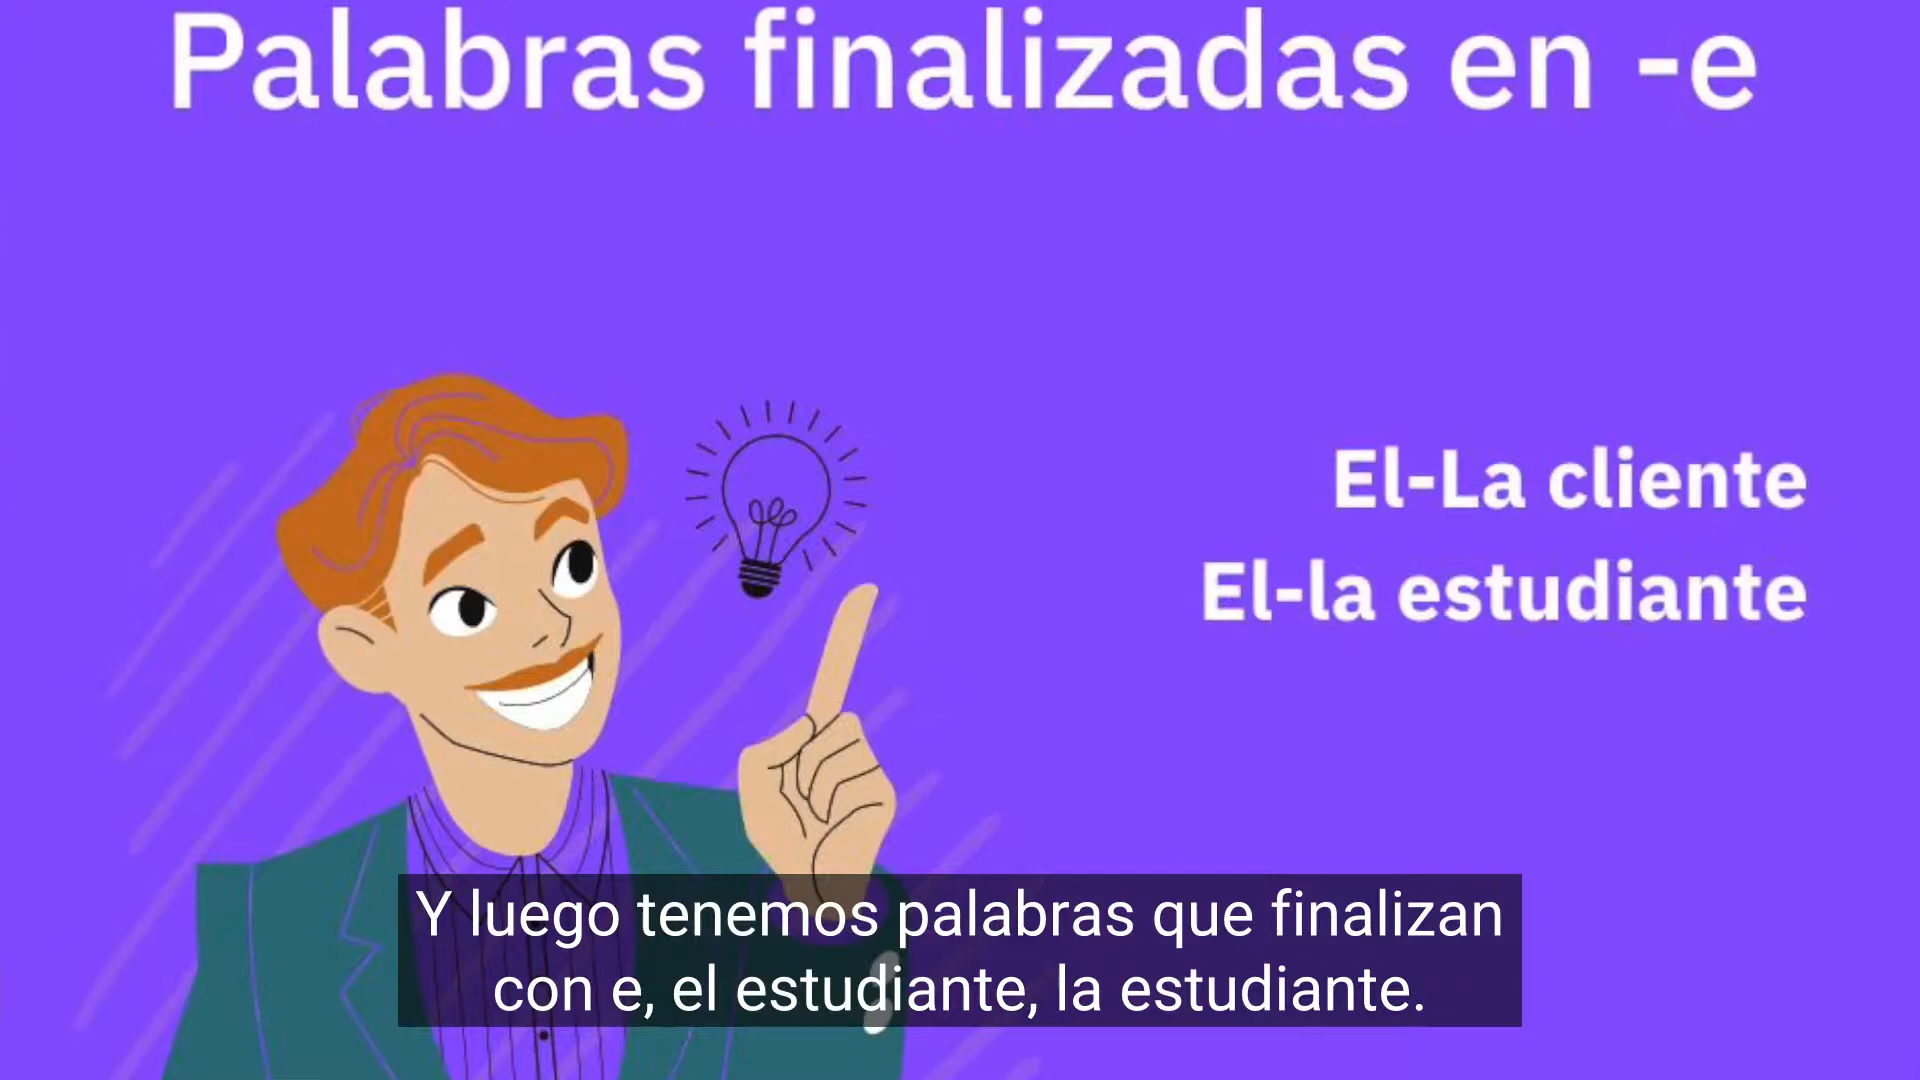 Palabras finalizadas en -e
El-La cliente
El-la estudiante
Y luego tenemos palabras que finalizan
con e, el estudiante, la estudiante.